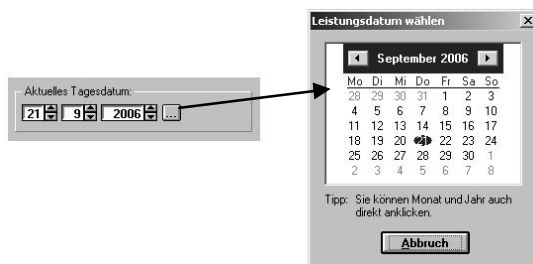 Leistungsdatum wählen
September 2006
Mo Di Mi Do Fr Sa So
28 29 30 31 1 2 3
4 5 6 7 8 9 10
11 12 13 14 15 16 17
18 19 20 21 22 23 24
25 26 27 28 29 30 1
2 3 4 5 6 7 8
Tipp: Sie können Monat und Jahr auch
direkt anklicken.
Abbruch
Aktuelles Tagesdatum:
21 9 2006 ...